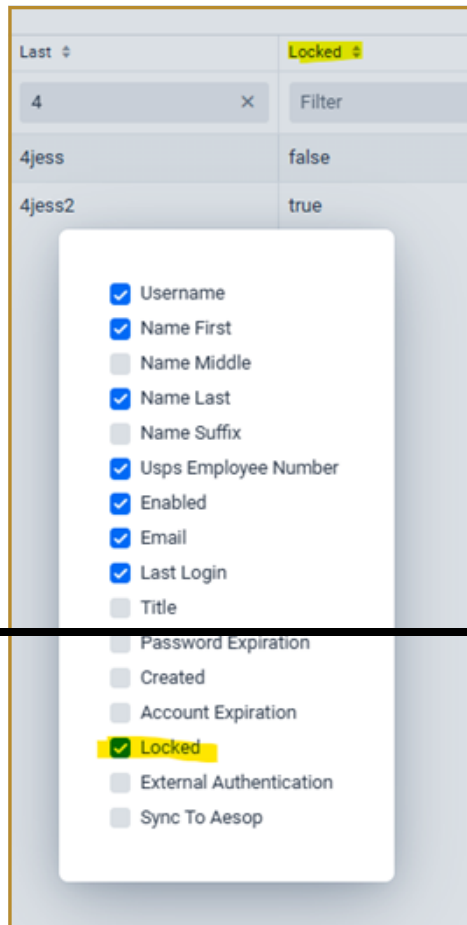 Last Locked
4 Filter
4jess false
4jess2 true
Username
Name First
Name Middle
Name Last
Name Suffix
Usps Employee Number
Enabled
Email
Last Login
Title
Password Expiration
Created
Account Expiration
Locked
External Authentication
Sync To Aesop